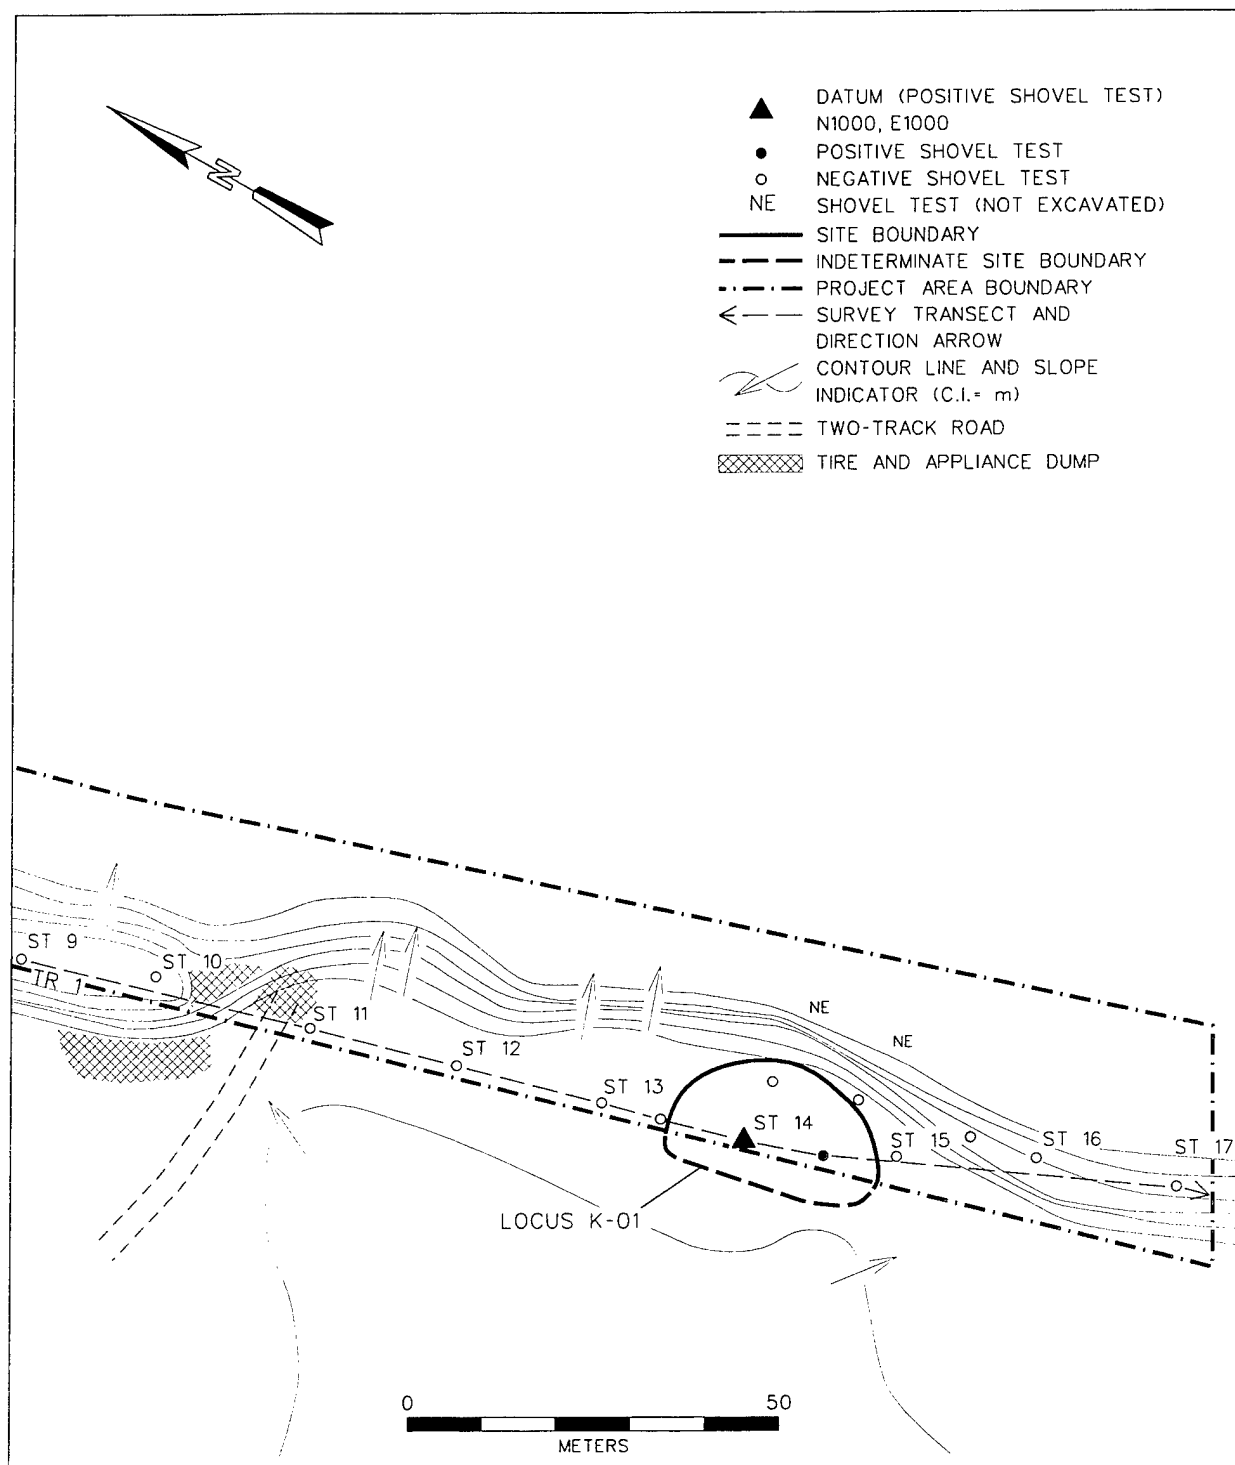 DATUM (POSITIVE SHOVEL TEST)
N1000, E1000
POSITIVE SHOVEL TEST
NEGATIVE SHOVEL TEST
NE SHOVEL TEST (NOT EXCAVATED)
SITE BOUNDARY
INDETERMINATE SITE BOUNDARY
PROJECT AREA BOUNDARY
SURVEY TRANSECT AND
DIRECTION ARROW
CONTOUR LINE AND SLOPE
INDICATOR (C.I.= m)
TWO-TRACK ROAD
TIRE AND APPLIANCE DUMP
N
ST 9
ST 10
TR 1
ST 11
NE
NE
ST 12
ST 13
ST 14
ST 15
ST 16
ST 17
LOCUS K-01
0 50
METERS